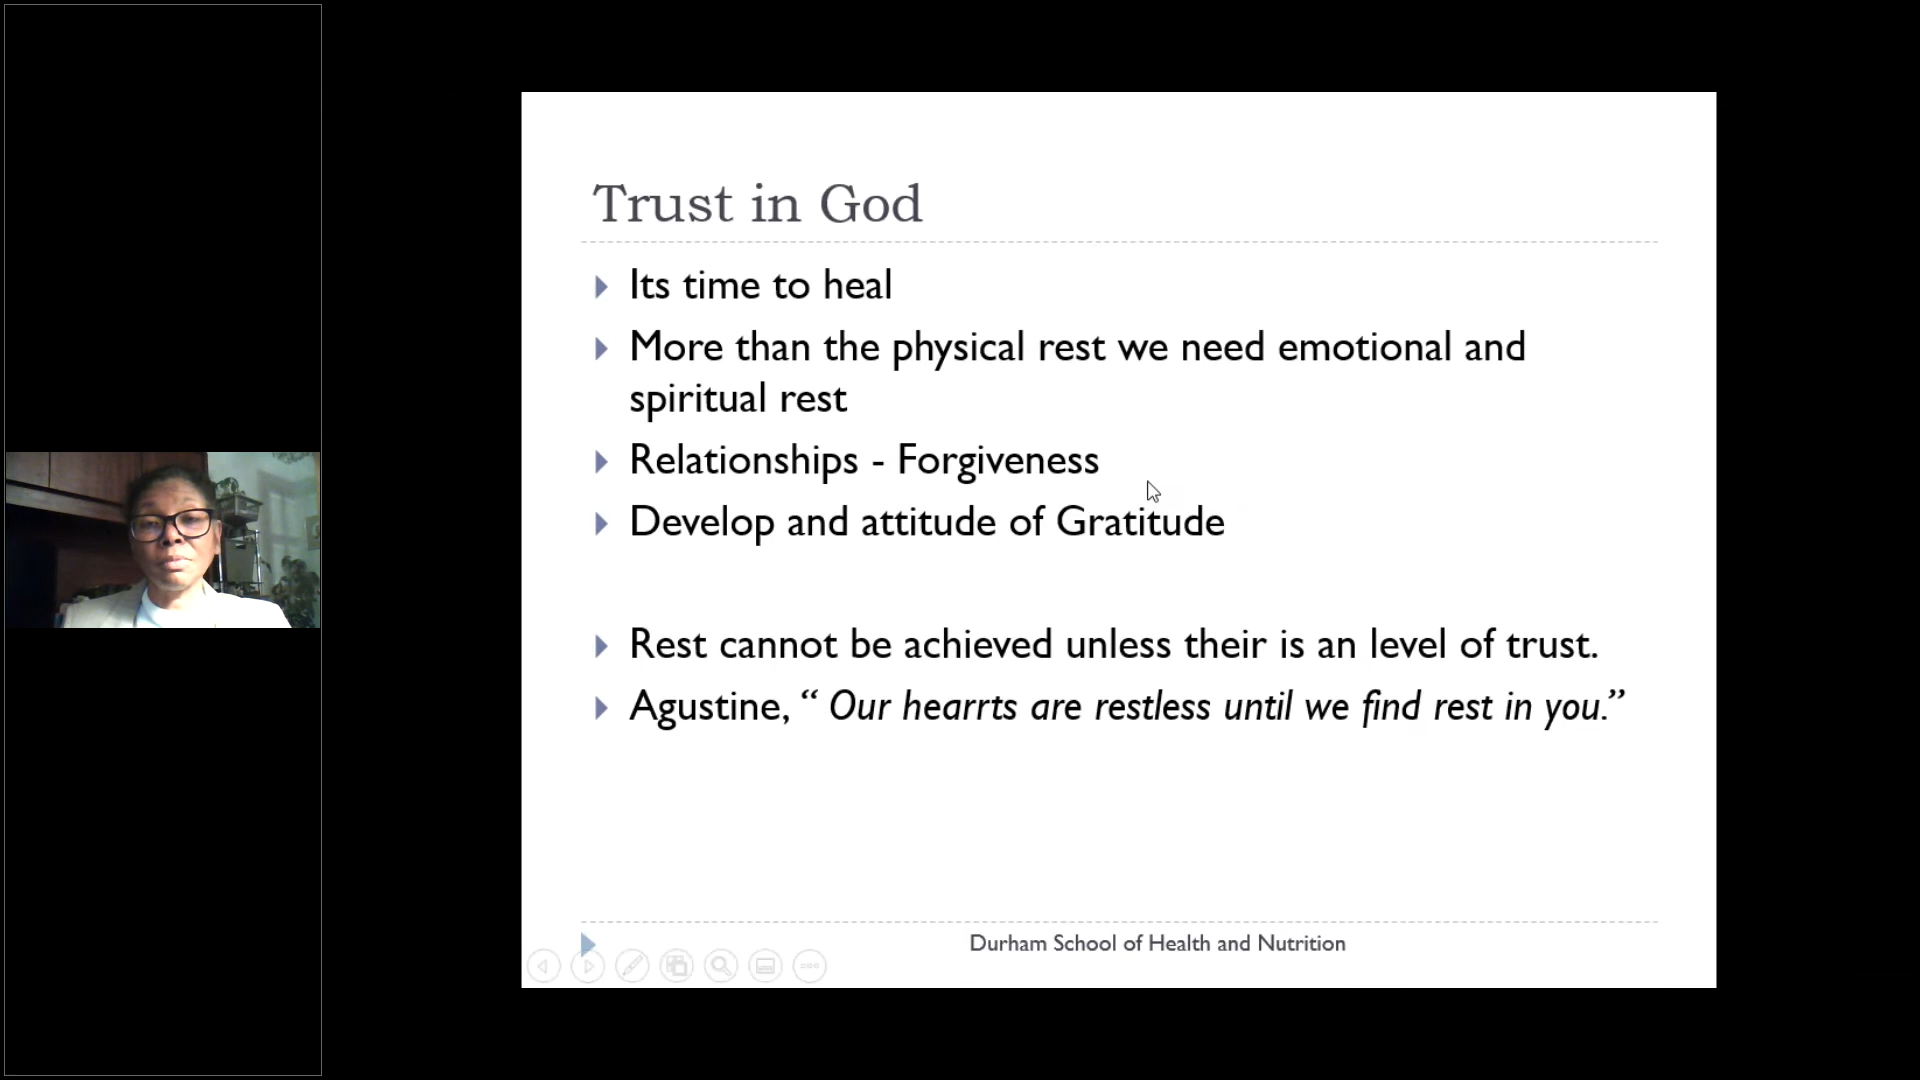 Trust in God
Its time to heal
More than the physical rest we need emotional and
spiritual rest
Relationships - Forgiveness
Develop and attitude of Gratitude
Rest cannot be achieved unless their is an level of trust.
Agustine, “ Our hearrts are restless until we find rest in you.”
Durham School of Health and Nutrition